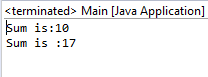 <terminated> Main [Java Application]
Sum is:10
Sum is :17